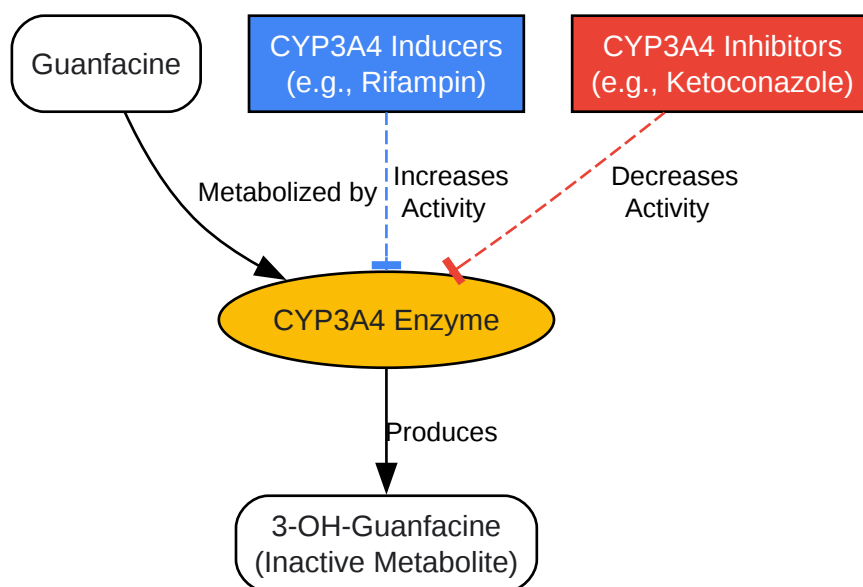 Guanfacine
CYP3A4 Inducers
(e.g., Rifampin)
CYP3A4 Inhibitors
(e.g., Ketoconazole)
Metabolized by
Increases
Activity
Decreases
Activity
CYP3A4 Enzyme
Produces
3-OH-Guanfacine
(Inactive Metabolite)